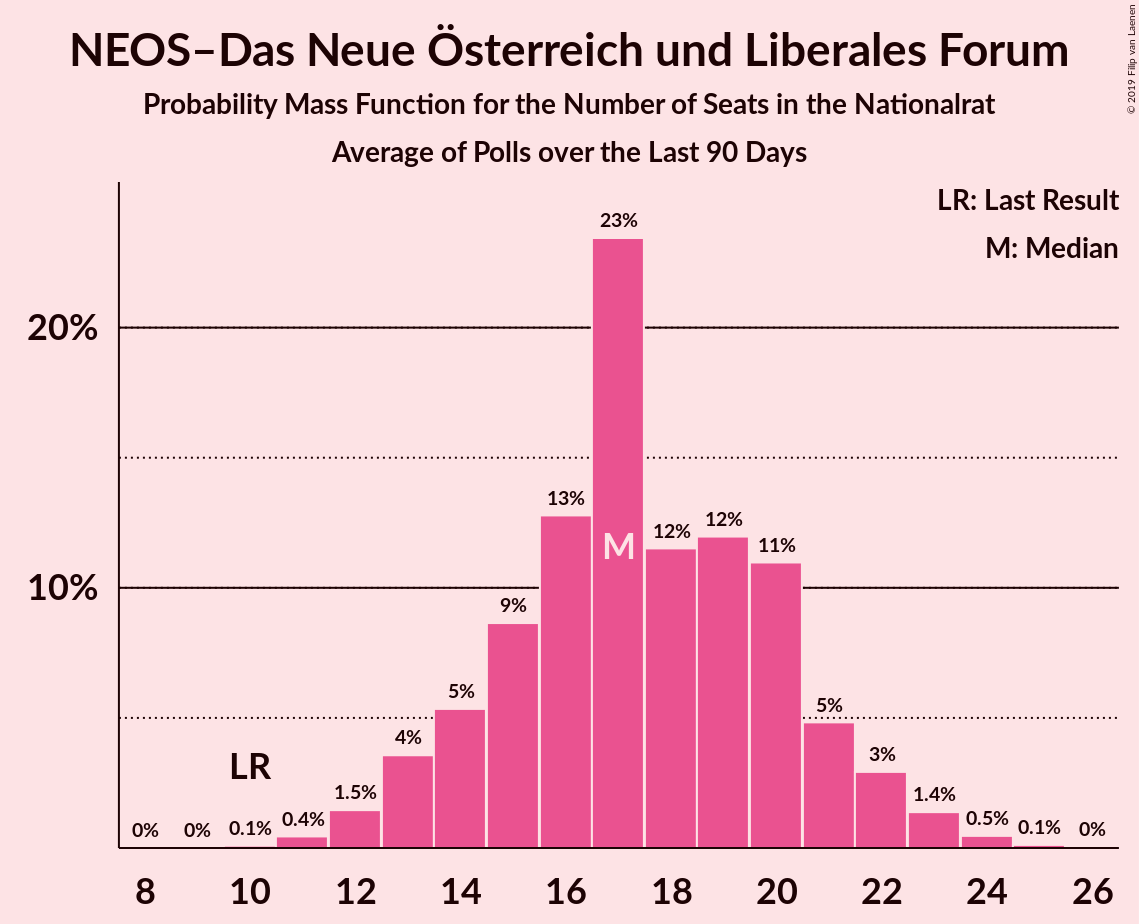 NEOS–Das Neue Österreich und Liberales Forum
Probability Mass Function for the Number of Seats in the Nationalrat
Average of Polls over the Last 90 Days
© 2019 Filip van Laenen
LR: Last Result
M: Median
20%
10%
0%
0%
0.1%
0.4%
1.5%
4%
5%
9%
13%
23%
12%
12%
11%
5%
3%
1.4%
0.5%
0.1%
0%
LR
M
8 10 12 14 16 18 20 22 24 26